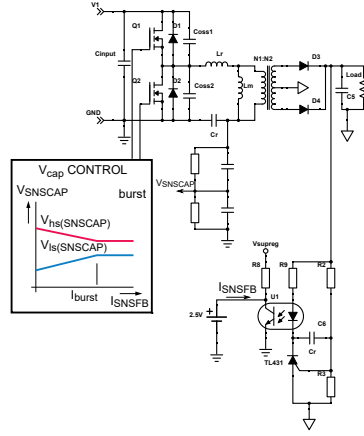 V1
Q1
D1
Coss1
Cinput
Lr
N1:N2
D3
Q2
D2
Coss2
Lm
Load
C5
D4
GND
Cr
Vcap CONTROL
burst
VSNSCAP
VSNSCAP
Vhs(SNSCAP)
Vls(SNSCAP)
Iburst
ISNSFB
Vsupreg
R8
R9
R2
ISNSFB
U1
2.5V
+
C6
Cr
TL431
R3